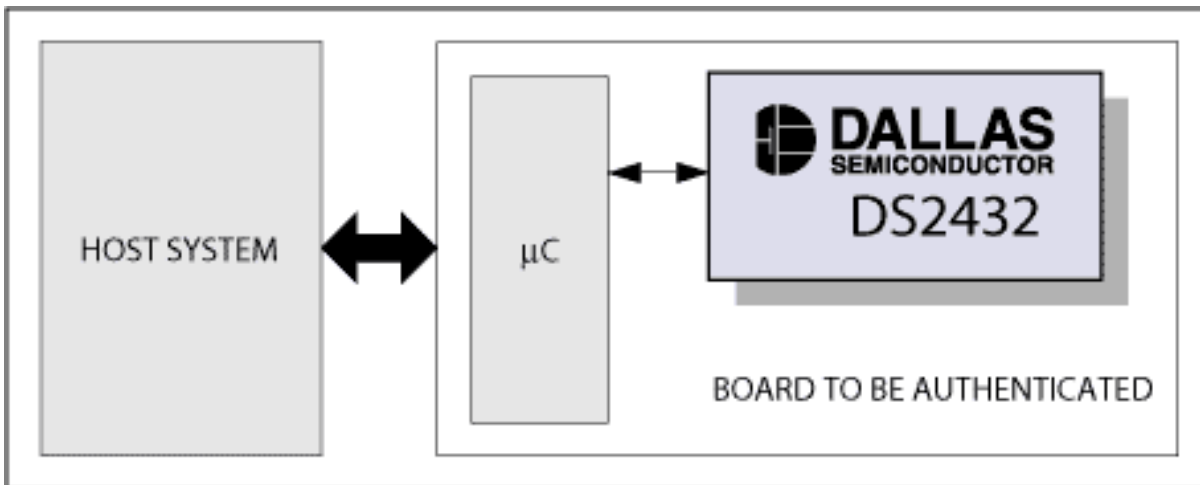 HOST SYSTEM
μC
DALLAS
SEMICONDUCTOR
DS2432
BOARD TO BE AUTHENTICATED